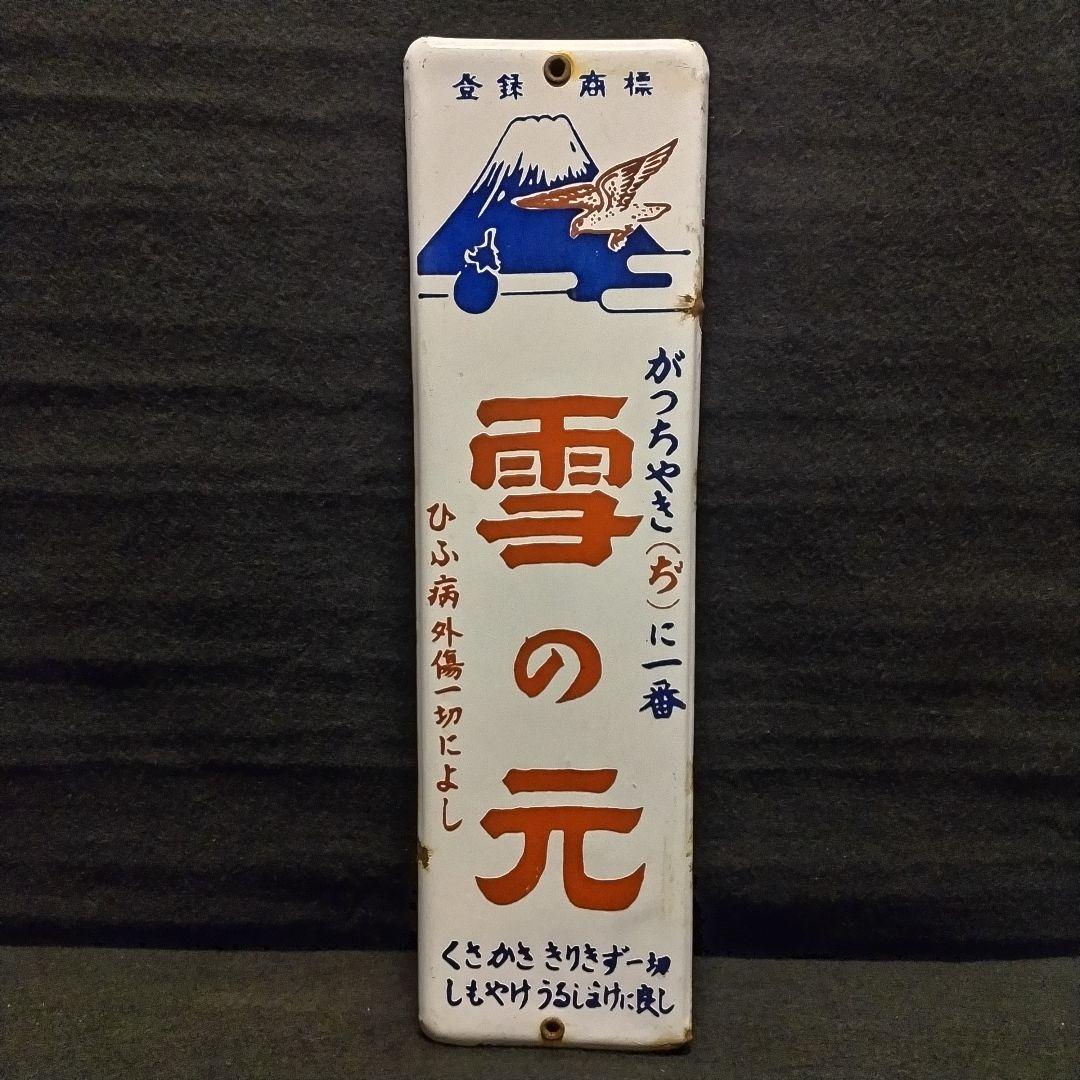 登録 商標
がっちやき(ぢ)に一番
雪の元
ひふ病外傷一切によし
くさかさきりきず一切
しもやけうるしまけに良し